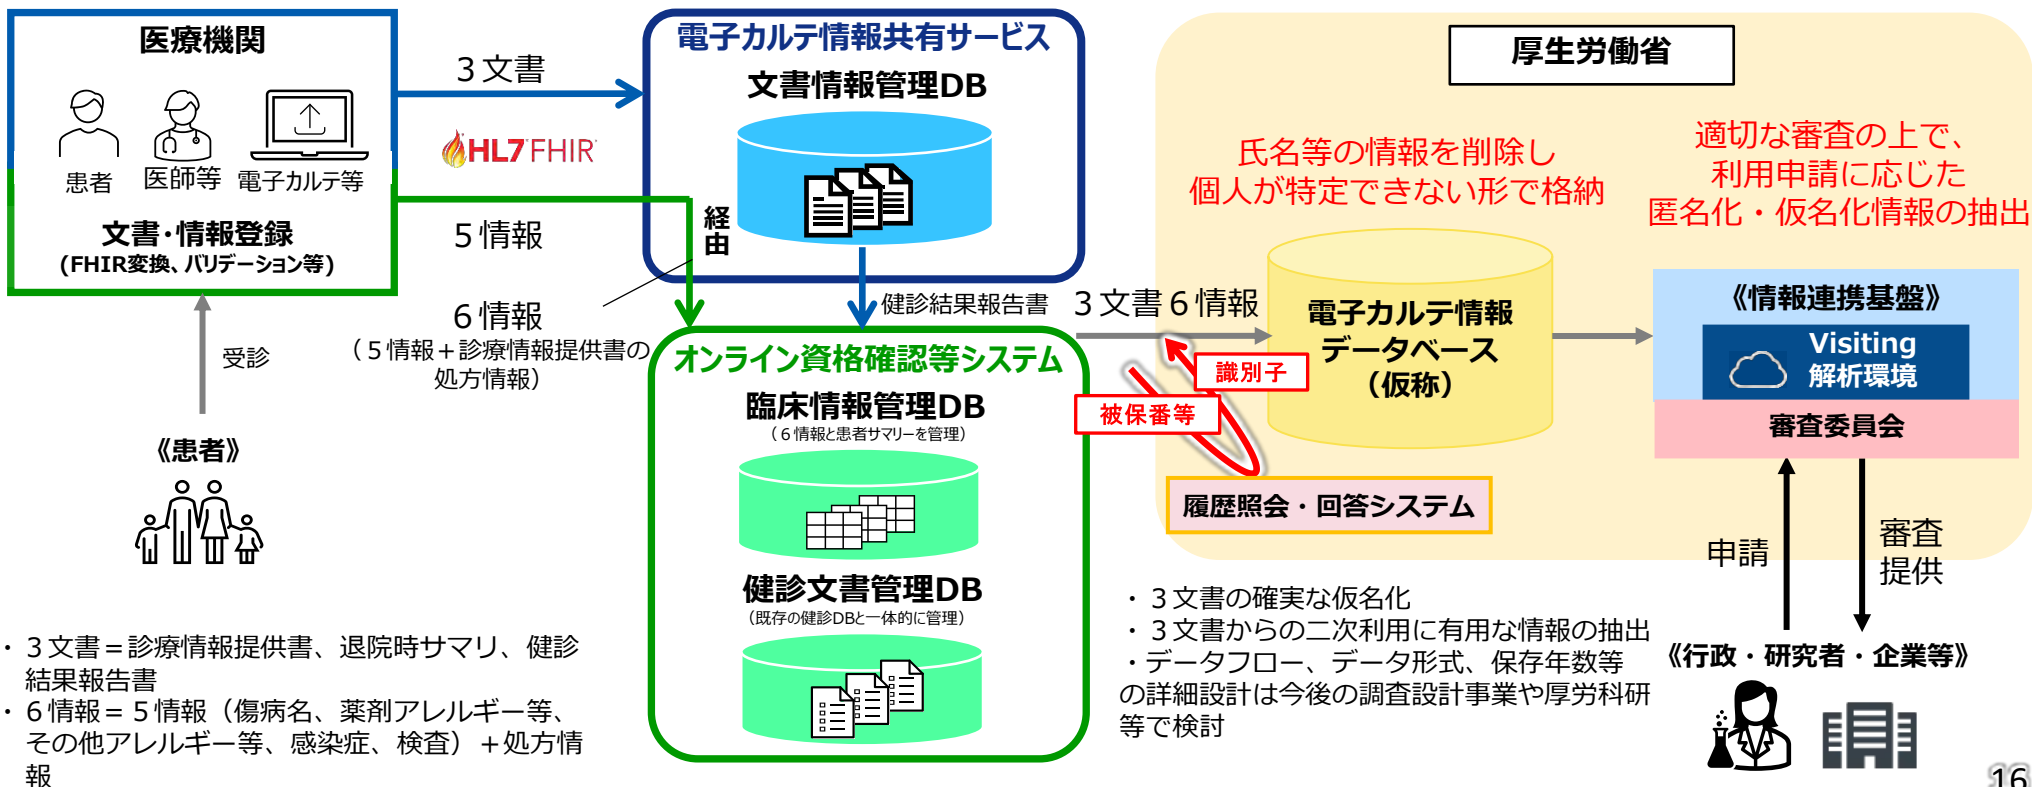 医療機関
患者
医師等
電子カルテ等
文書・情報登録
(FHIR変換、バリデーション等)
受診
《患者》
・３文書＝診療情報提供書、退院時サマリ、健診
結果報告書
・６情報＝５情報（傷病名、薬剤アレルギー等、
その他アレルギー等、感染症、検査）＋処方情
報
３文書
HL7 FHIR
５情報
６情報
（５情報＋診療情報提供書の
処方情報）
電子カルテ情報共有サービス
文書情報管理DB
経由
健診結果報告書
オンライン資格確認等システム
臨床情報管理DB
（６情報と患者サマリーを管理）
健診文書管理DB
（既存の健診DBと一体的に管理）
３文書６情報
厚生労働省
氏名等の情報を削除し
個人が特定できない形で格納
適切な審査の上で、
利用申請に応じた
匿名化・仮名化情報の抽出
電子カルテ情報
データベース
（仮称）
識別子
被保番等
履歴照会・回答システム
《情報連携基盤》
Visiting
解析環境
審査委員会
申請
審査
提供
《行政・研究者・企業等》
・３文書の確実な仮名化
・３文書からの二次利用に有用な情報の抽出
・データフロー、データ形式、保存年数等
の詳細設計は今後の調査設計事業や厚労科研
等で検討
16